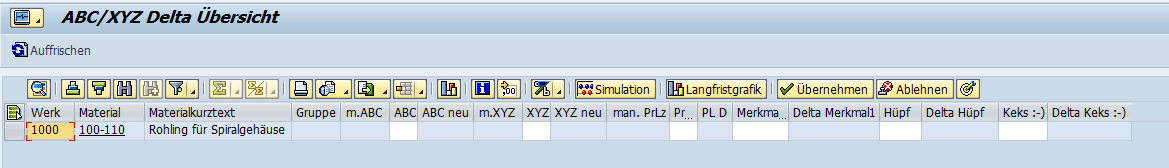 ABC/XYZ Delta Übersicht
Auffrischen
Simulation Langfristgrafik Übernehmen Ablehnen
Werk Material Materialkurztext Gruppe m.ABC ABC ABC neu m.XYZ XYZ XYZ neu man. PrLz Pr... PL D Merkma... Delta Merkmal1 Hüpf Delta Hüpf Keks :-) Delta Keks :-)
1000 100-110 Rohling für Spiralgehäuse